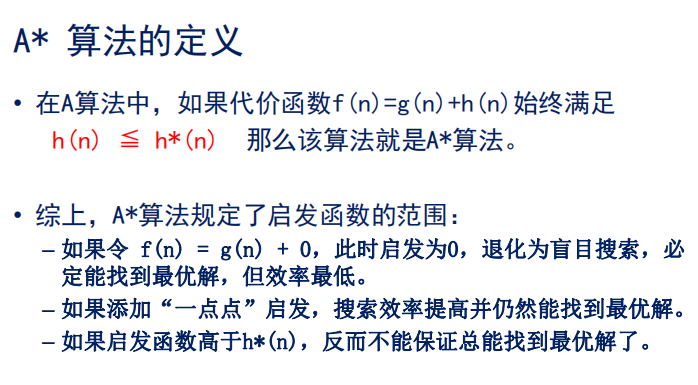 A* 算法的定义
• 在A算法中，如果代价函数f(n)=g(n)+h(n)始终满足
h(n) ≦ h*(n) 那么该算法就是A*算法。
• 综上，A*算法规定了启发函数的范围：
– 如果令 f(n) = g(n) + 0，此时启发为0，退化为盲目搜索，必
定能找到最优解，但效率最低。
– 如果添加“一点点”启发，搜索效率提高并仍然能找到最优解。
– 如果启发函数高于h*(n)，反而不能保证总能找到最优解了。